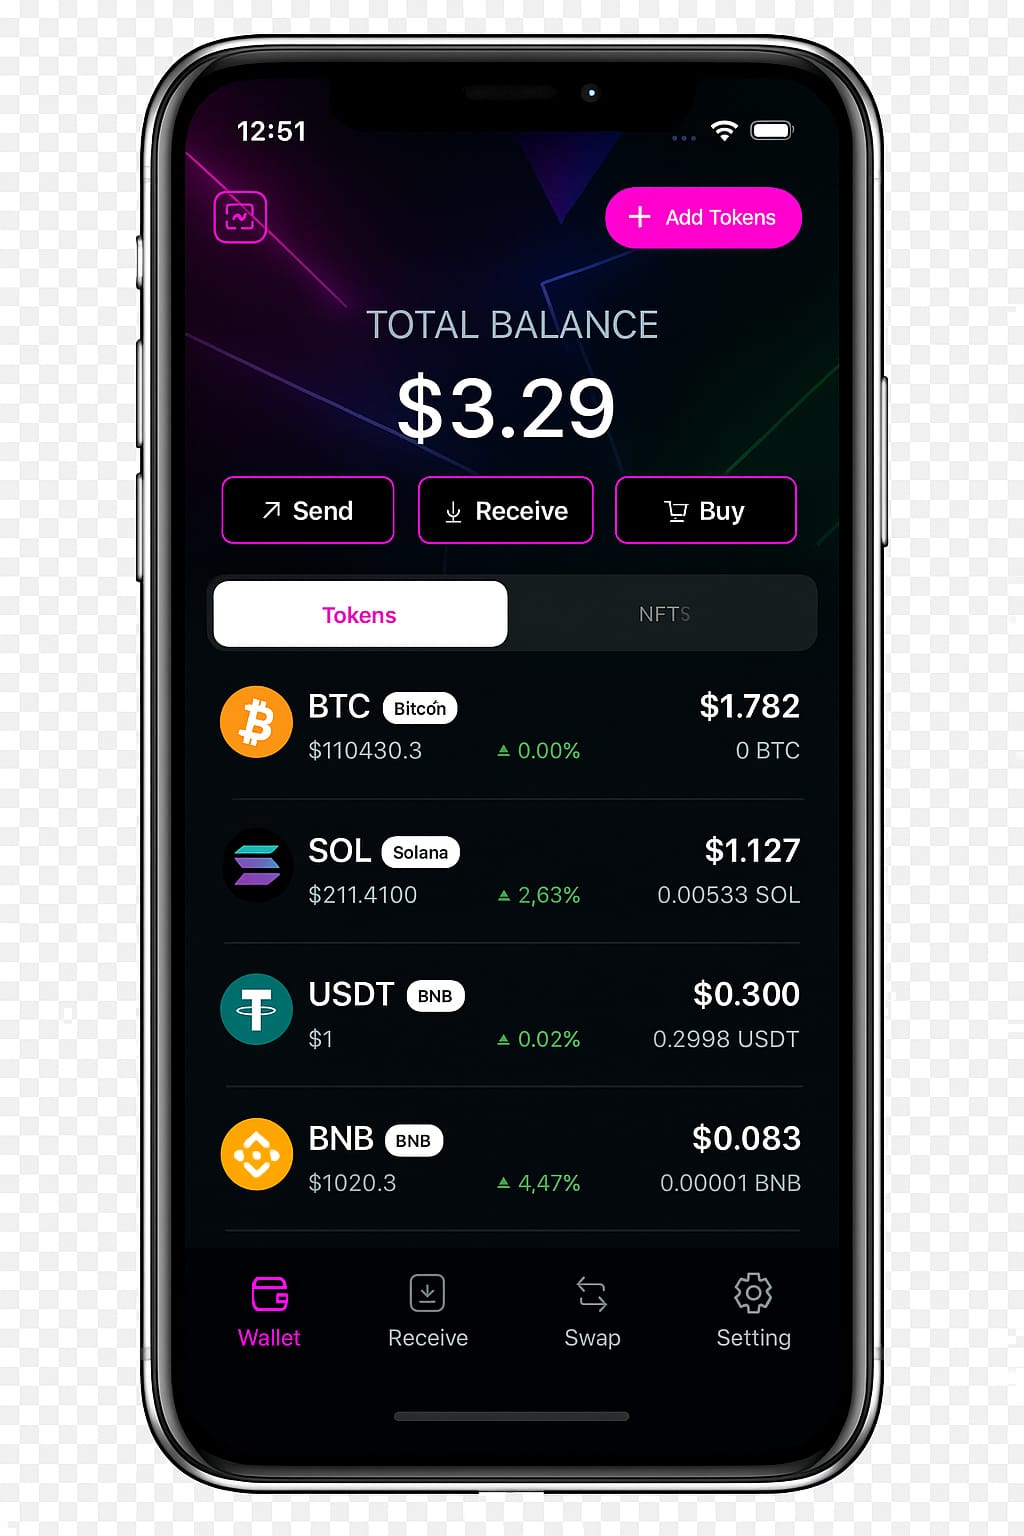 12:51
+ Add Tokens
TOTAL BALANCE
$3.29
Send
Receive
Buy
Tokens
NFTS
BTC Bitcoin $1.782
$110430.3 ▲ 0.00% 0 BTC
SOL Solana $1.127
$211.4100 ▲ 2,63% 0.00533 SOL
USDT BNB $0.300
$1 ▲ 0.02% 0.2998 USDT
BNB BNB $0.083
$1020.3 ▲ 4,47% 0.00001 BNB
Wallet Receive Swap Setting